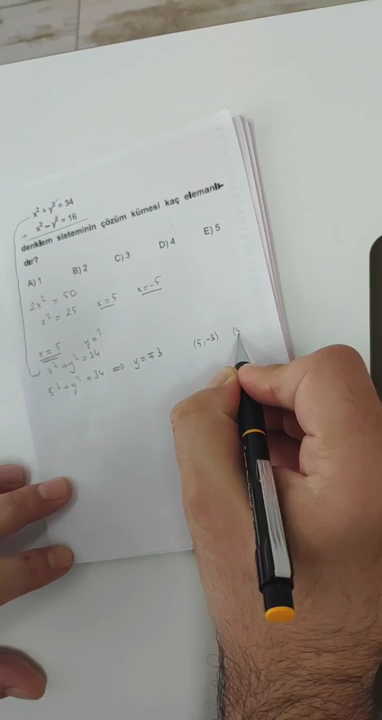 x² + y² = 34
+ x² - y² = 16
denklem sisteminin çözüm kümesi kaç elemanlı-
dır?
A) 1 B) 2 C) 3 D) 4 E) 5
2x² = 50
x² = 25 x = 5 x = -5
x = 5 y = ?
x² + y² = 34
5² + y² = 34 ⇒ y = ∓3 (5, -3) (5